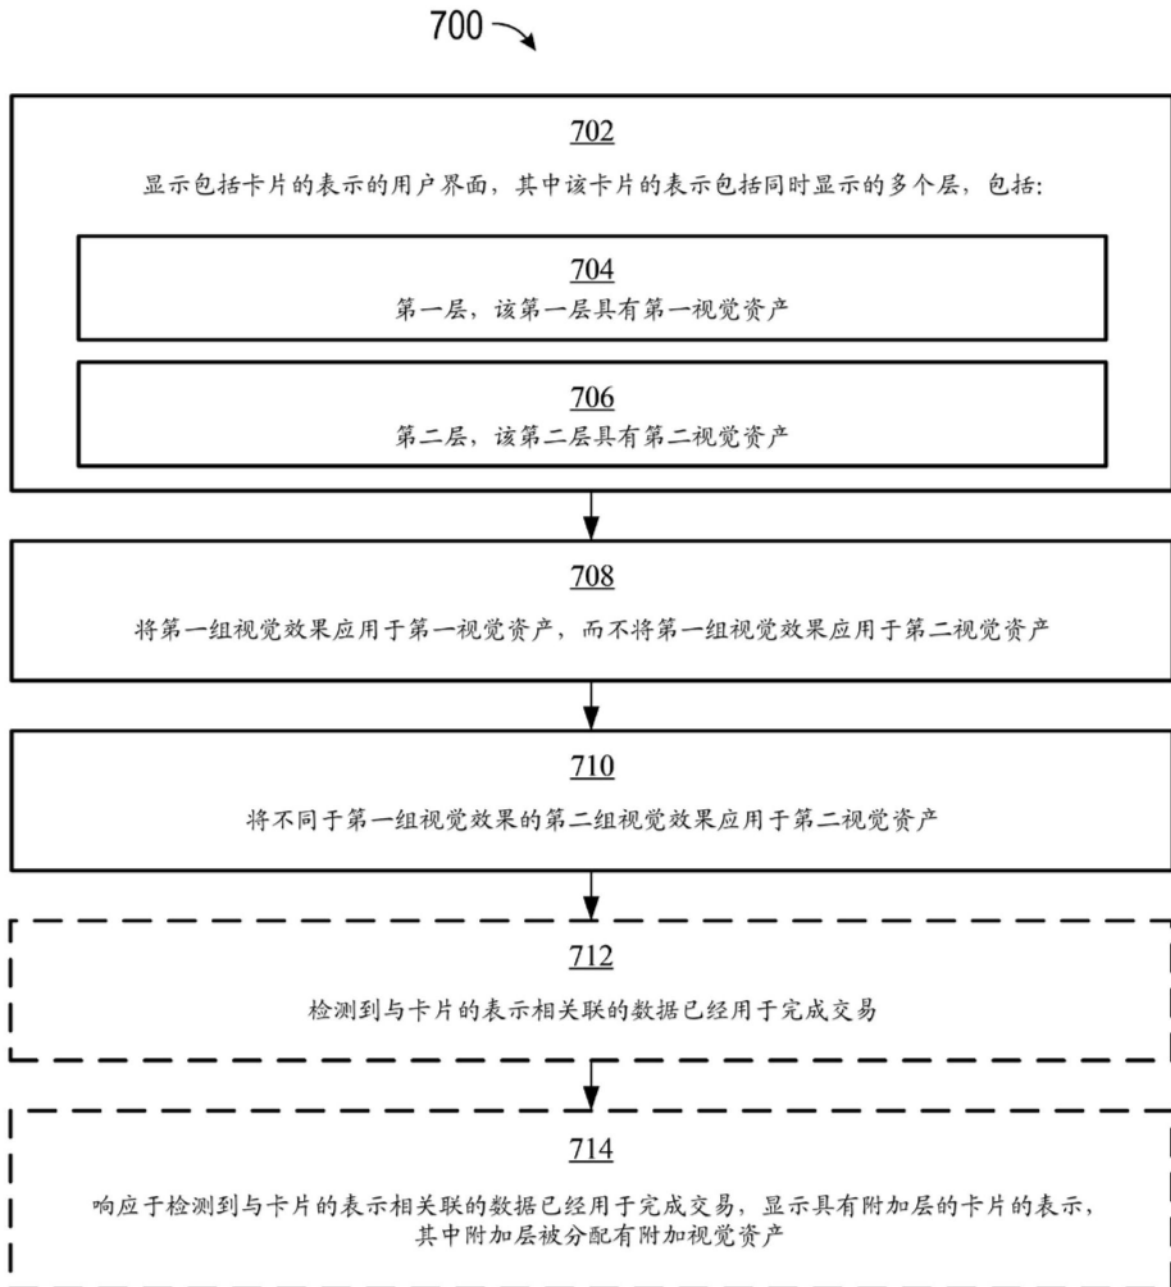 700
702
显示包括卡片的表示的用户界面，其中该卡片的表示包括同时显示的多个层，包括：
704
第一层，该第一层具有第一视觉资产
706
第二层，该第二层具有第二视觉资产
708
将第一组视觉效果应用于第一视觉资产，而不将第一组视觉效果应用于第二视觉资产
710
将不同于第一组视觉效果的第二组视觉效果应用于第二视觉资产
712
检测到与卡片的表示相关联的数据已经用于完成交易
714
响应于检测到与卡片的表示相关联的数据已经用于完成交易，显示具有附加层的卡片的表示，
其中附加层被分配有附加视觉资产